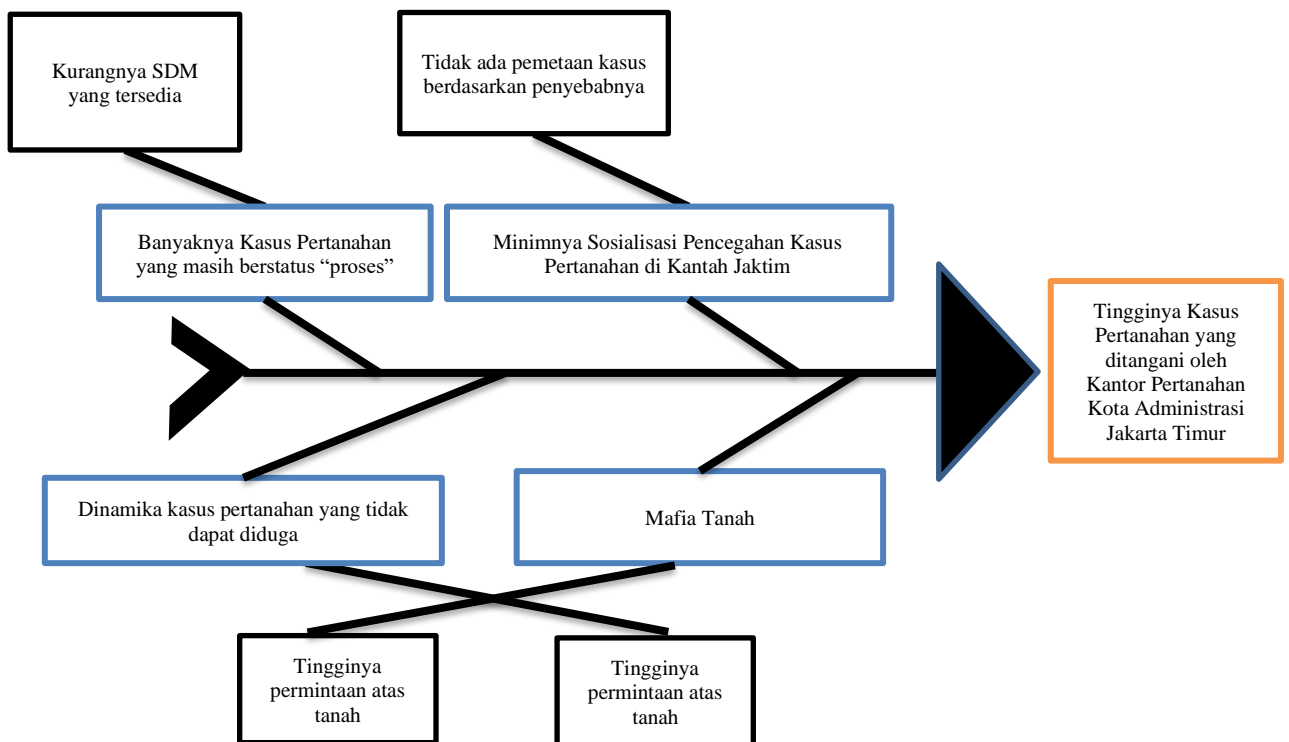 Kurangnya SDM
yang tersedia
Tidak ada pemetaan kasus
berdasarkan penyebabnya
Banyaknya Kasus Pertanahan
yang masih berstatus “proses”
Minimnya Sosialisasi Pencegahan Kasus
Pertanahan di Kantah Jaktim
Tingginya Kasus
Pertanahan yang
ditangani oleh
Kantor Pertanahan
Kota Administrasi
Jakarta Timur
Dinamika kasus pertanahan yang tidak
dapat diduga
Mafia Tanah
Tingginya
permintaan atas
tanah
Tingginya
permintaan atas
tanah